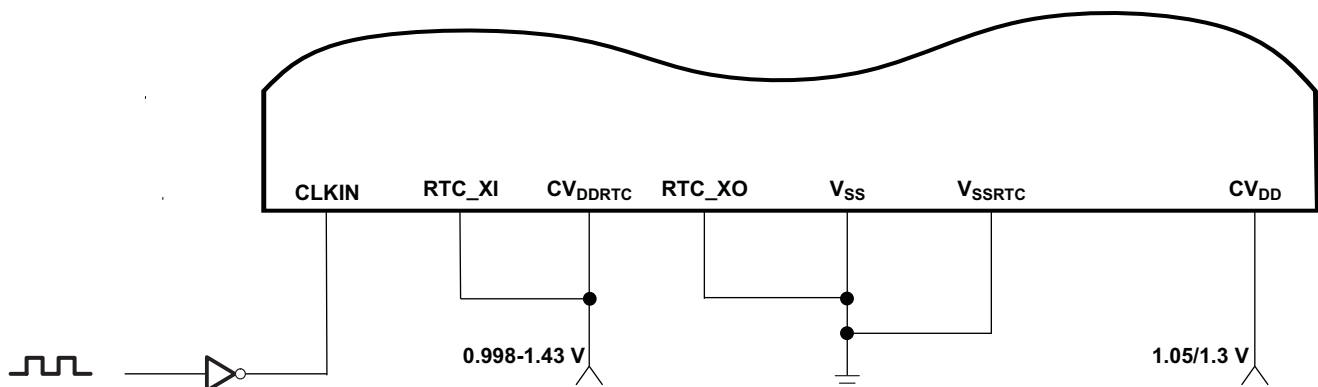 CLKIN
RTC_XI
CVDDRTC
RTC_XO
VSS
VSSRTC
CVDD
0.998-1.43 V
1.05/1.3 V